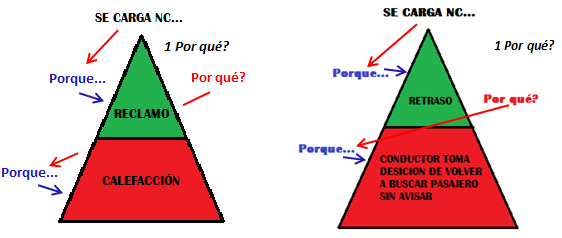 SE CARGA NC...
1 Por qué?
Porque...
Por qué?
RECLAMO
Porque...
CALEFACCIÓN
SE CARGA NC...
1 Por qué?
Porque...
RETRASO
Por qué?
Porque...
CONDUCTOR TOMA
DESICION DE VOLVER
A BUSCAR PASAJERO
SIN AVISAR